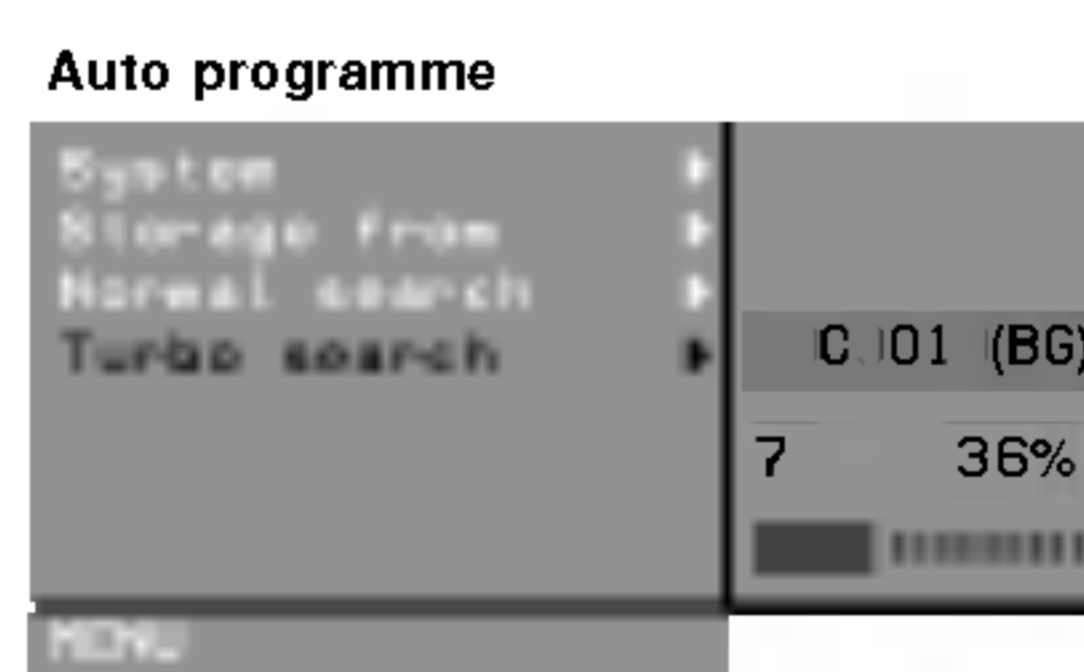 Auto programme
System
Storage from
Normal search
Turbo search
C 01 (BG)
7 36%
MENU